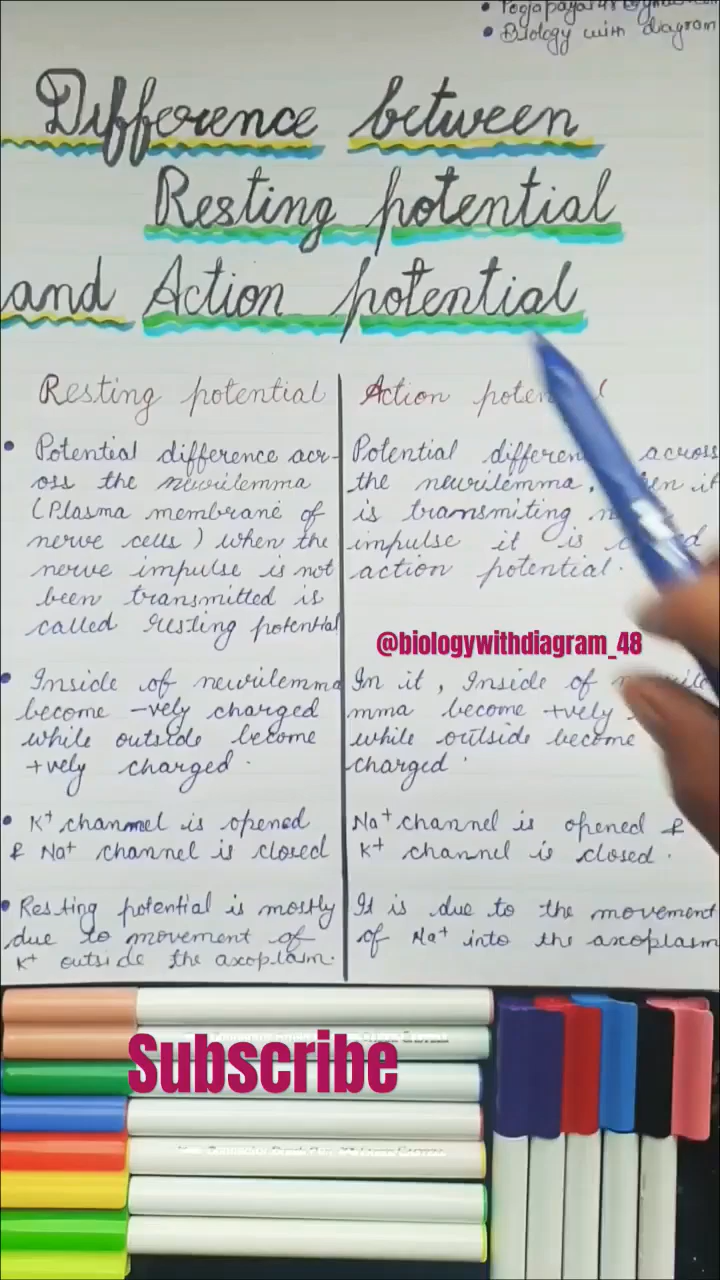 Biology with diagram
Difference between
Resting potential
and Action potential
Resting potential
• Potential difference acr-
oss the neurilemma
(Plasma membrane of
nerve cells) when the
nerve impulse is not
been transmitted is
called resting potential
• Inside of neurilemma
become -vely charged
while outside become
+vely charged.
• K+ channel is opened
& Na+ channel is closed
• Resting potential is mostly
due to movement of
K+ outside the axoplasm.
Action
Potential across
the neurilemma,
is transmiting
impulse it is
action potential.
@biologywithdiagram_48
In it, Inside of
mma become +vely
while outside become
charged.
Na+ channel is opened &
K+ channel is closed.
It is due to the movement
of Na+ into the axoplasm
Subscribe